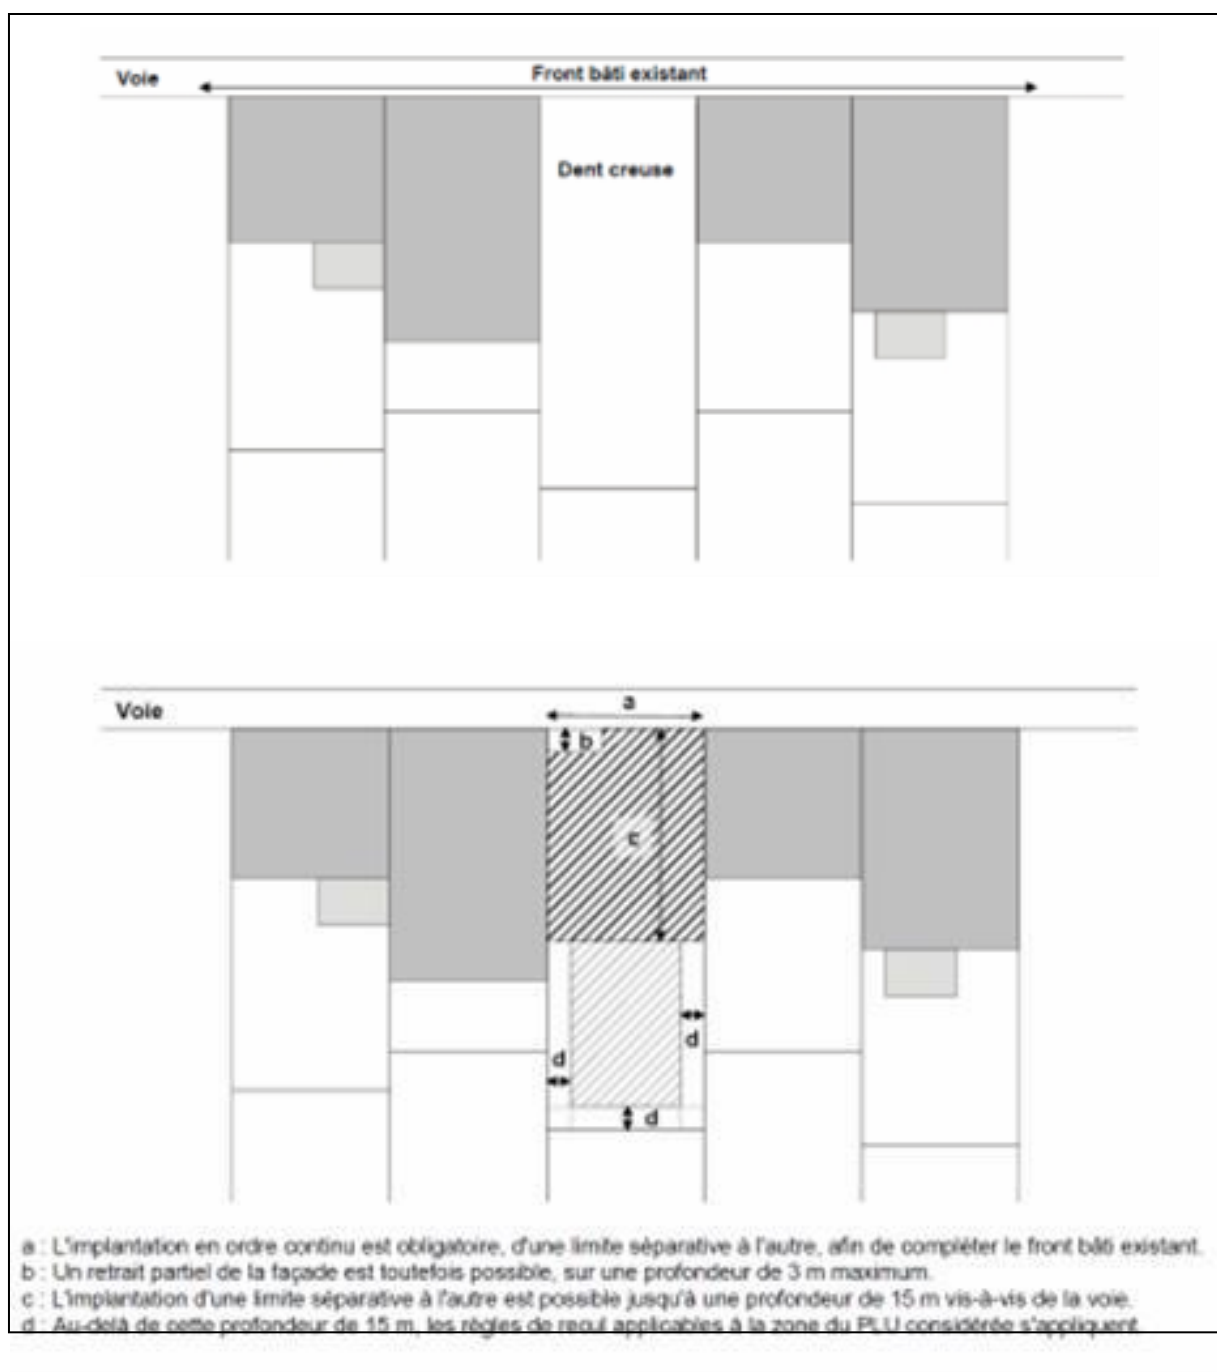 Voie
Front bâti existant
Dent creuse
Voie
a
b
c
d
d
d
a : L'implantation en ordre continu est obligatoire, d'une limite séparative à l'autre, afin de compléter le front bâti existant.
b : Un retrait partiel de la façade est toutefois possible, sur une profondeur de 3 m maximum.
c : L'implantation d'une limite séparative à l'autre est possible jusqu'à une profondeur de 15 m vis-à-vis de la voie.
d : Au-delà de cette profondeur de 15 m, les règles de recul applicables à la zone du PLU considérée s'appliquent.